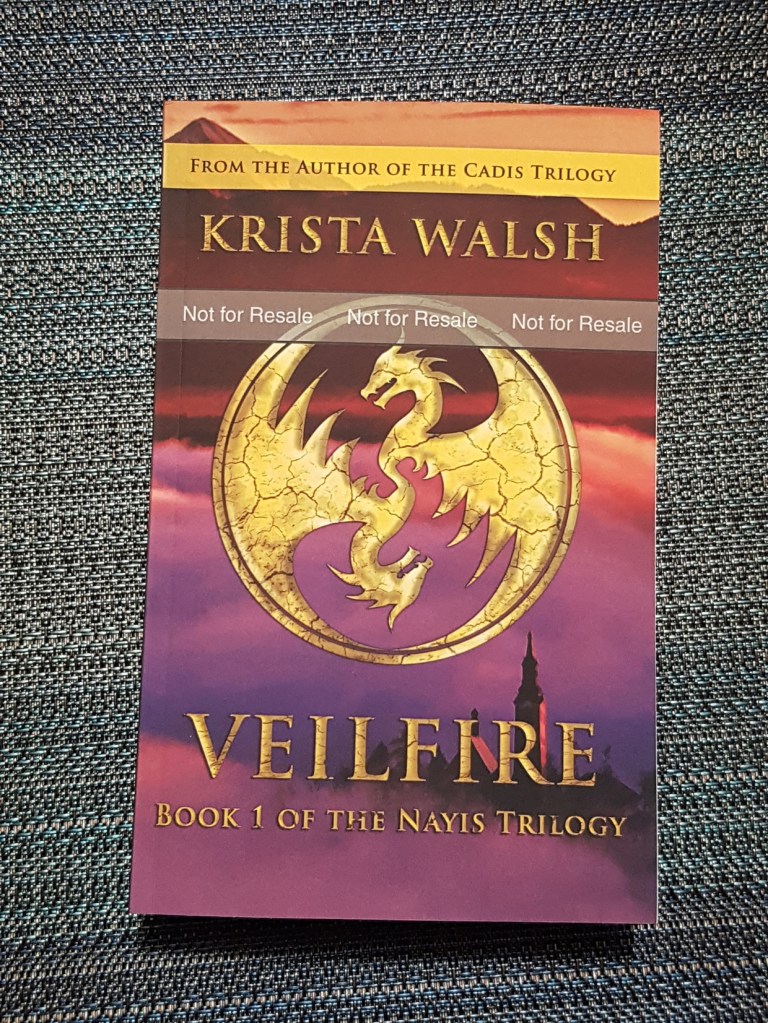 From the Author of the Cadis Trilogy
Krista Walsh
Not for Resale Not for Resale Not for Resale
Veilfire
Book 1 of the Nayis Trilogy